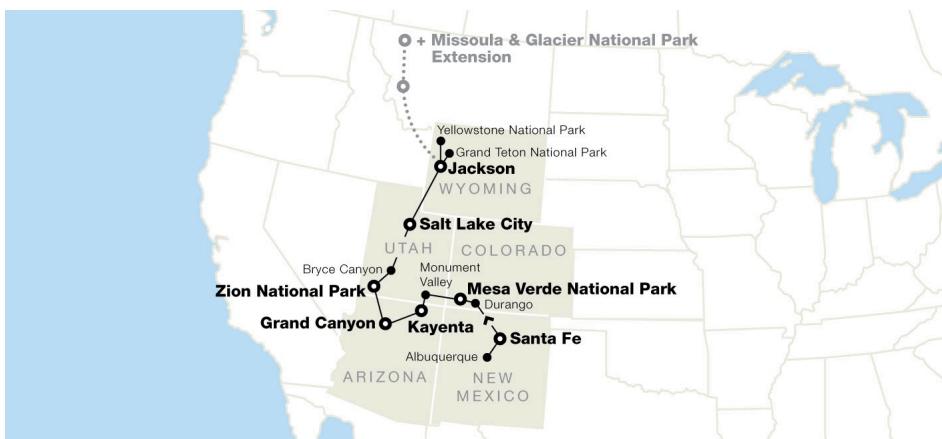 + Missoula & Glacier National Park
Extension
Yellowstone National Park
Grand Teton National Park
Jackson
WYOMING
Salt Lake City
UTAH
COLORADO
Bryce Canyon
Monument
Valley
Zion National Park
Mesa Verde National Park
Durango
Grand Canyon
Kayenta
Santa Fe
Albuquerque
ARIZONA
NEW
MEXICO